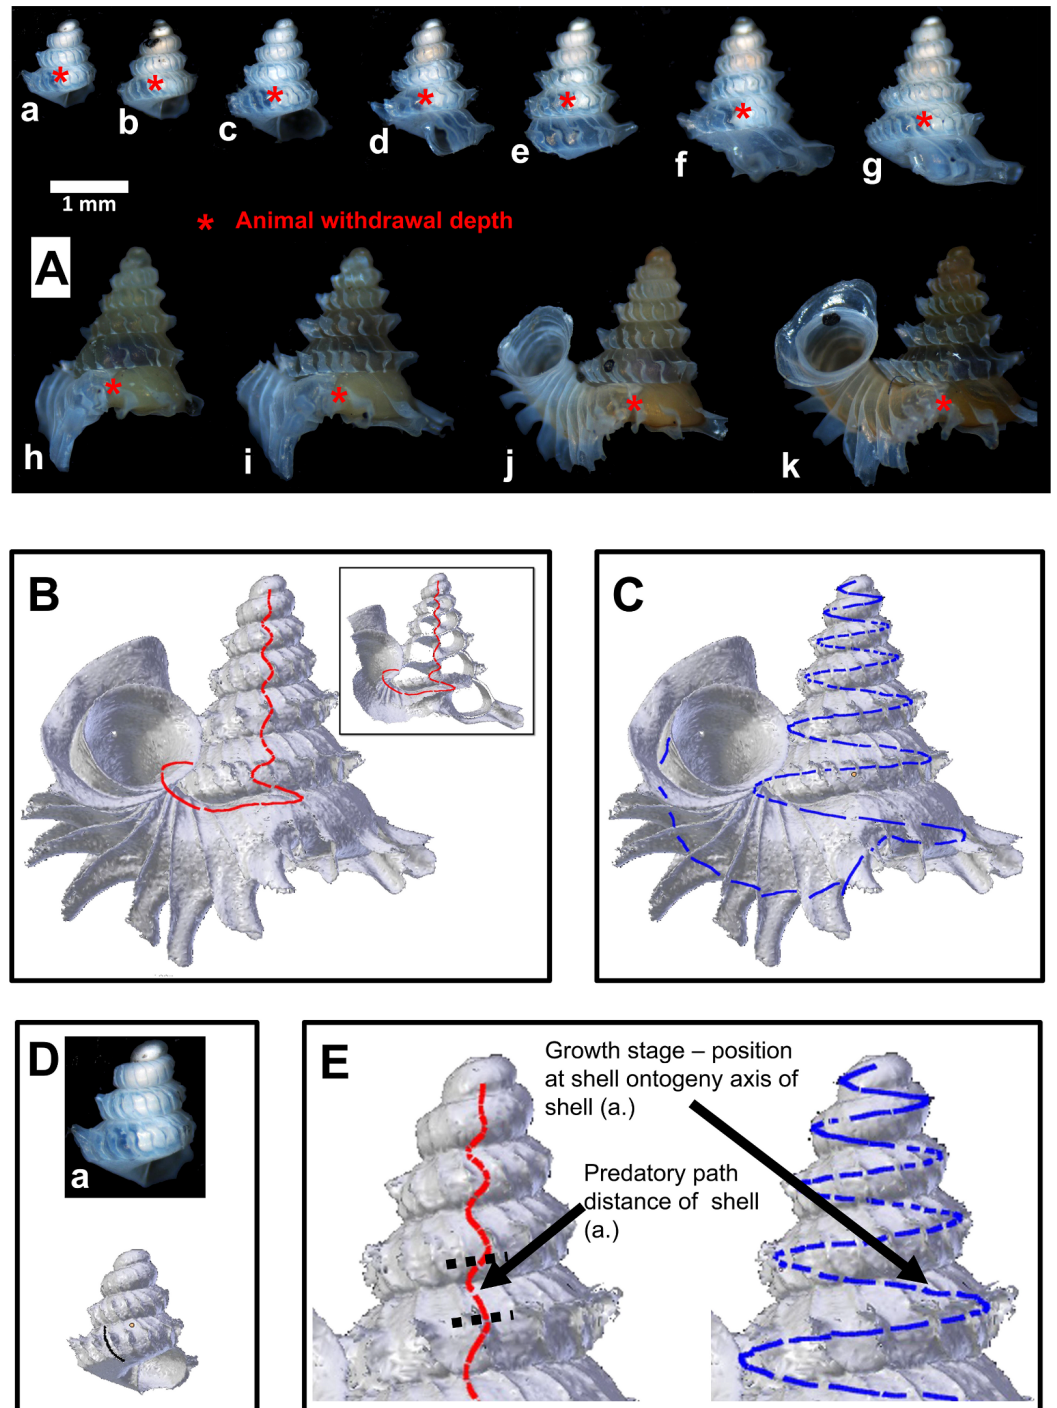 a
b
c
d
e
f
g
1 mm
* Animal withdrawal depth
A
h
i
j
k
B
C
D
a
E
Growth stage – position
at shell ontogeny axis of
shell (a.)
Predatory path
distance of shell
(a.)